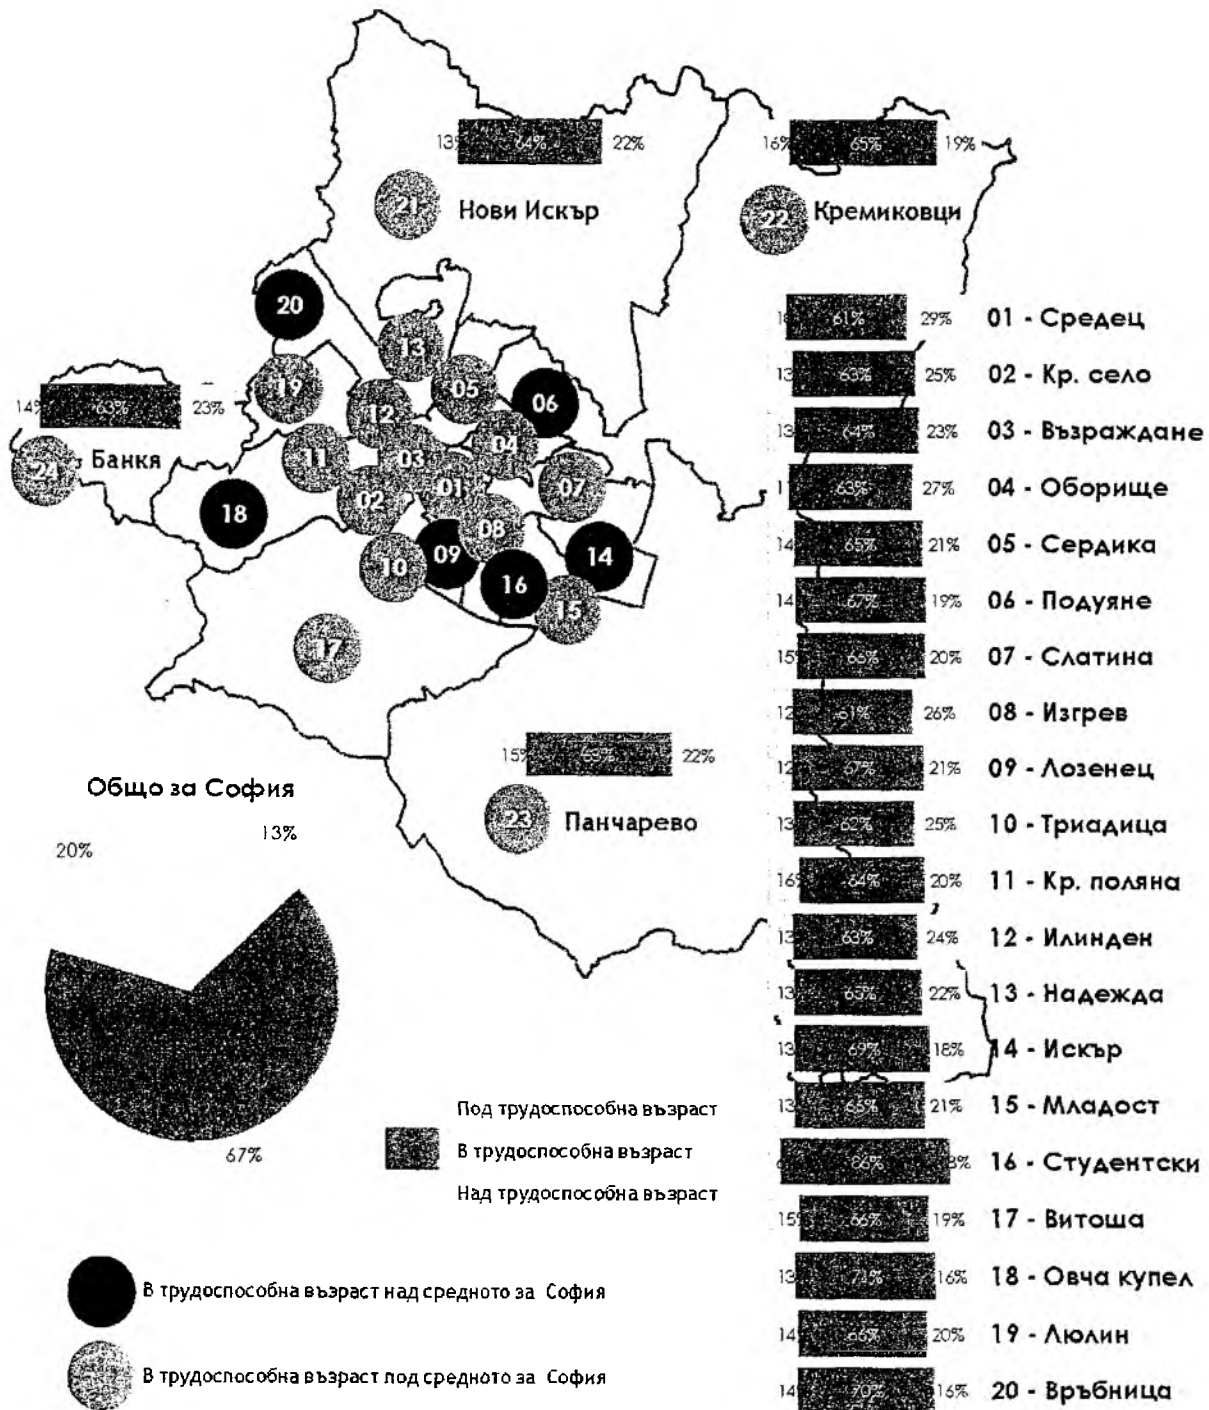 13% 64% 22%
16% 65% 19%
21 Нови Искър
22 Кремиковци
20
13
19
05
06
12
04
14% 63% 23%
24 Банкя
11
03
01
07
02
18
08
09
14
10
16
15
17
61% 29% 01 - Средец
13 63% 25% 02 - Кр. село
13 64% 23% 03 - Възраждане
63% 27% 04 - Оборище
14 65% 21% 05 - Сердика
14 67% 19% 06 - Подуяне
15% 66% 20% 07 - Слатина
12 61% 26% 08 - Изгрев
12 67% 21% 09 - Лозенец
13 62% 25% 10 - Триадица
16% 64% 20% 11 - Кр. поляна
13 63% 24% 12 - Илинден
13 65% 22% 13 - Надежда
13 69% 18% 14 - Искър
13 21% 15 - Младост
86% 16 - Студентски
15% 66% 19% 17 - Витоша
13 71% 16% 18 - Овча купел
14 66% 20% 19 - Люлин
14 70% 16% 20 - Връбница
15% 63% 22%
23 Панчарево
Общо за София
13%
20%
67%
Под трудоспособна възраст
В трудоспособна възраст
Над трудоспособна възраст
В трудоспособна възраст над средното за София
В трудоспособна възраст под средното за София